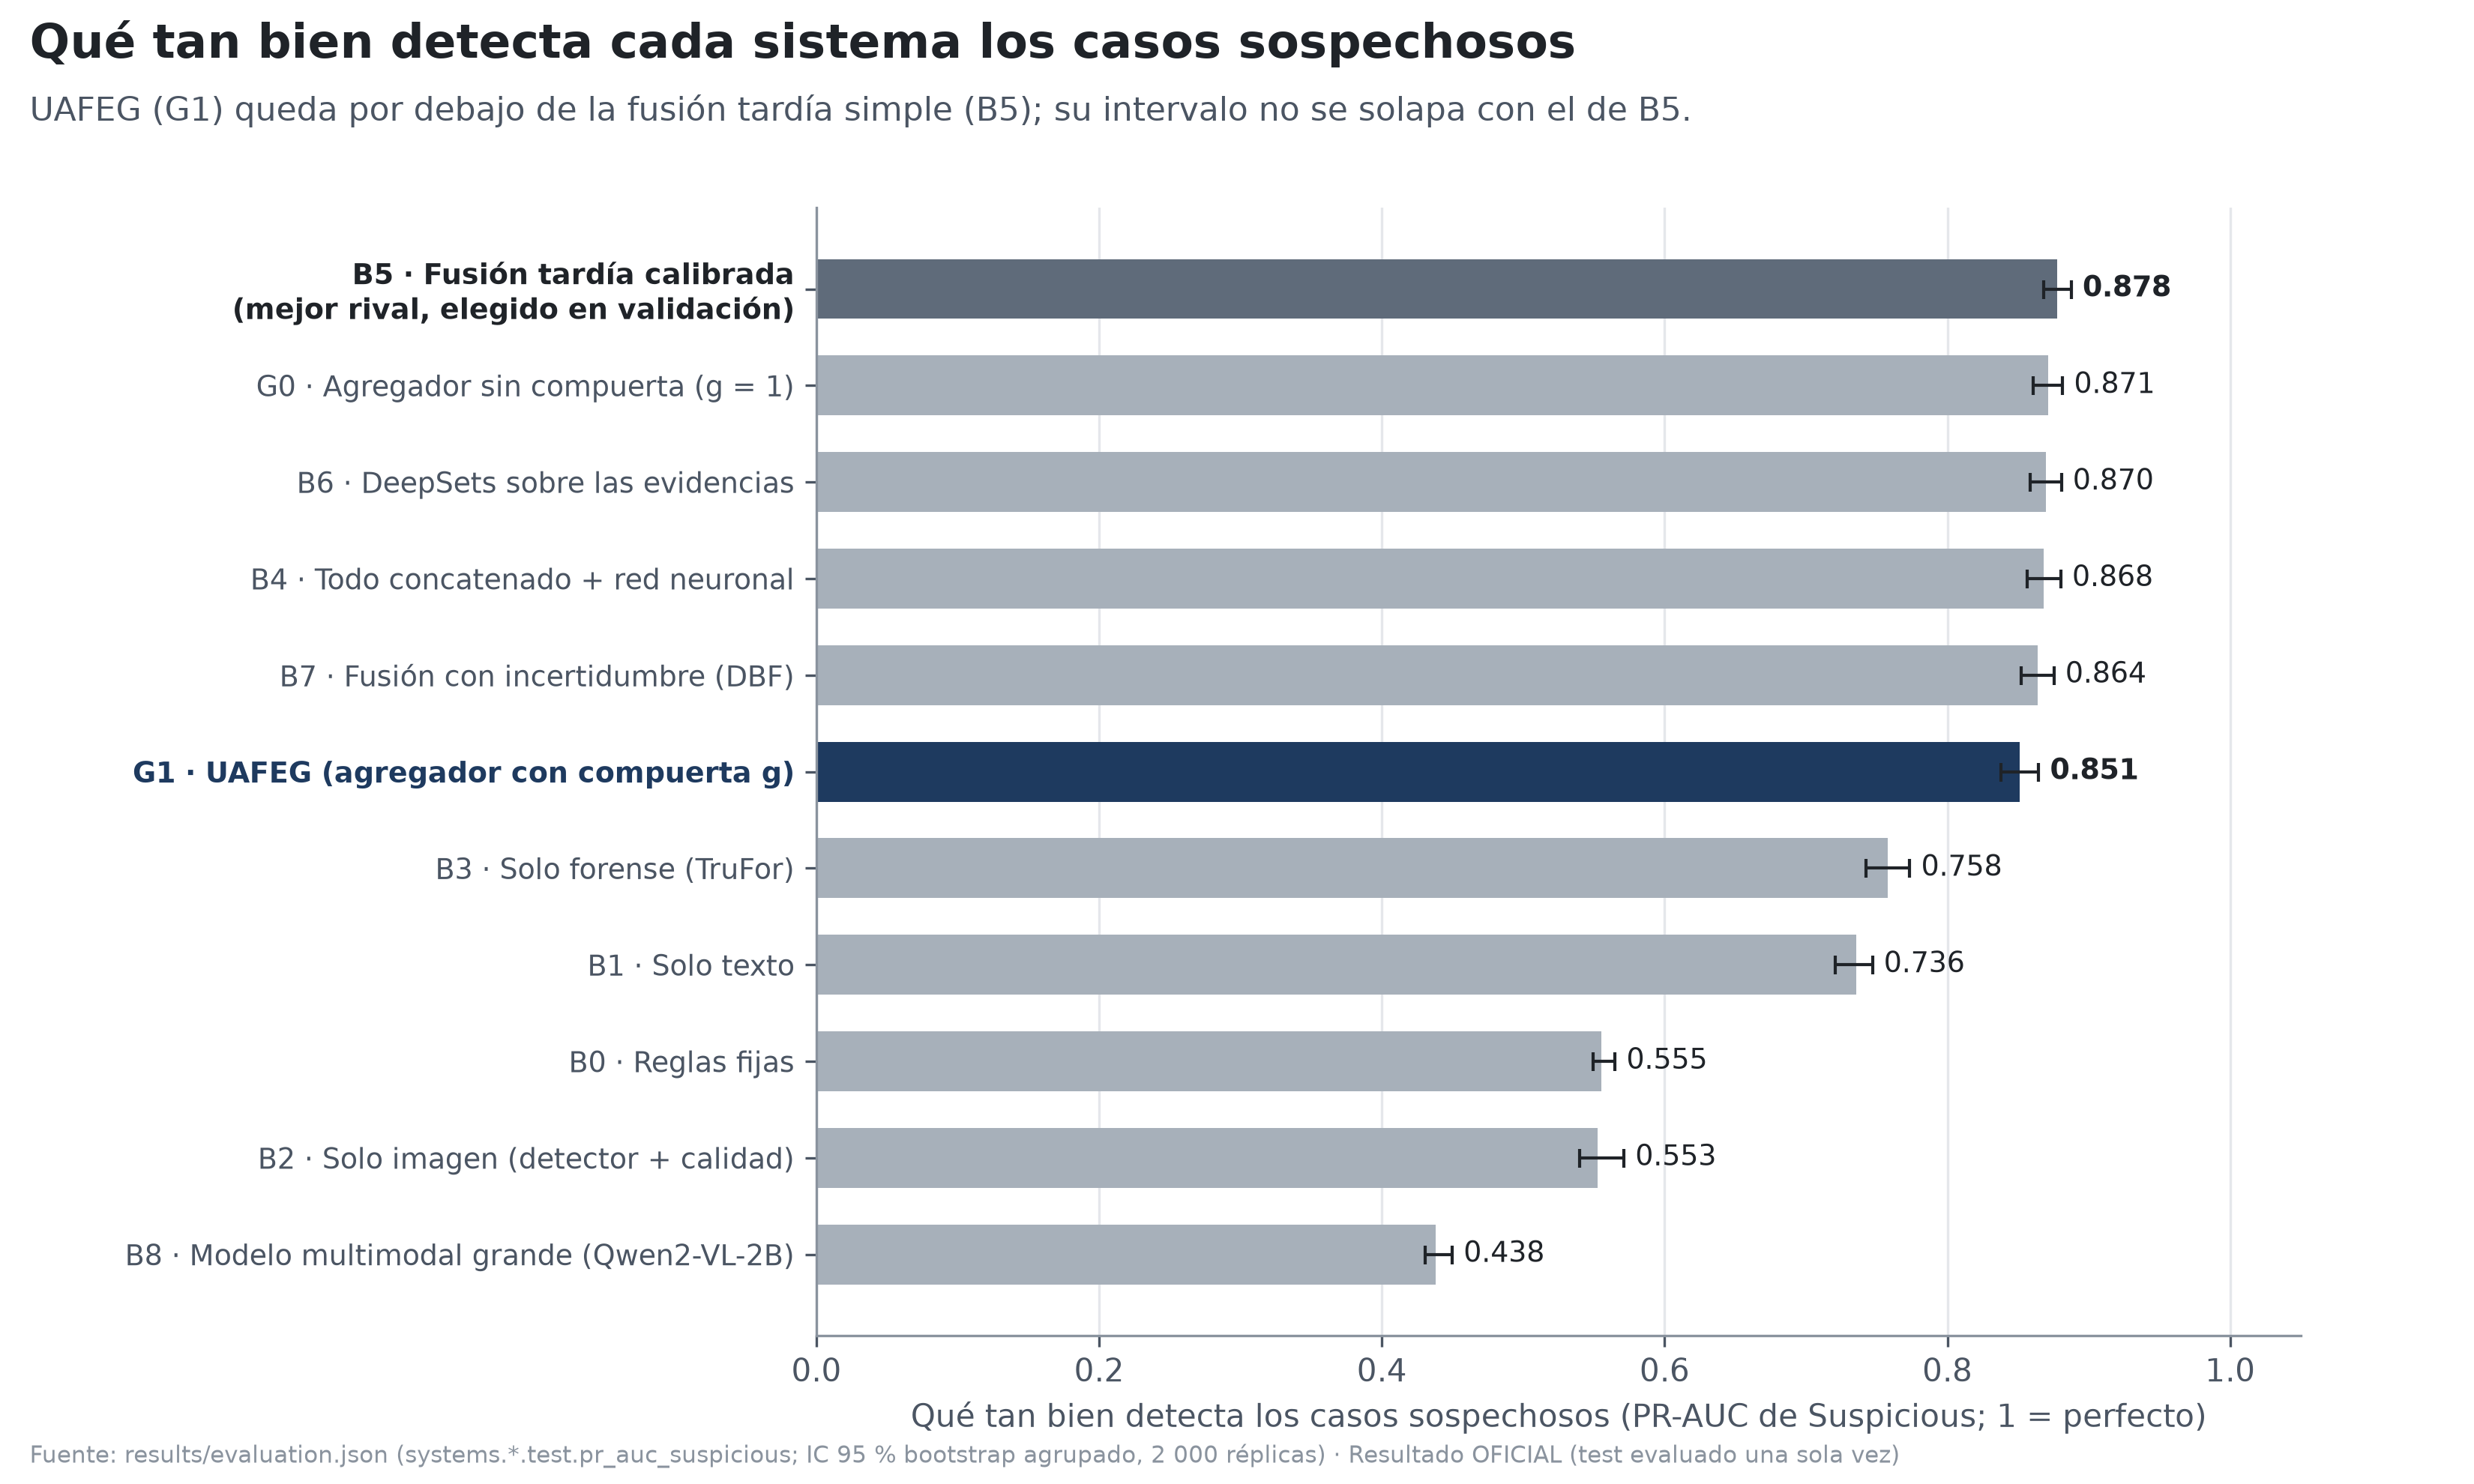 Qué tan bien detecta cada sistema los casos sospechosos
UAFEG (G1) queda por debajo de la fusión tardía simple (B5); su intervalo no se solapa con el de B5.
B5 · Fusión tardía calibrada
(mejor rival, elegido en validación)
0.878
G0 · Agregador sin compuerta (g = 1)
0.871
B6 · DeepSets sobre las evidencias
0.870
B4 · Todo concatenado + red neuronal
0.868
B7 · Fusión con incertidumbre (DBF)
0.864
G1 · UAFEG (agregador con compuerta g)
0.851
B3 · Solo forense (TruFor)
0.758
B1 · Solo texto
0.736
B0 · Reglas fijas
0.555
B2 · Solo imagen (detector + calidad)
0.553
B8 · Modelo multimodal grande (Qwen2-VL-2B)
0.438
0.0 0.2 0.4 0.6 0.8 1.0
Qué tan bien detecta los casos sospechosos (PR-AUC de Suspicious; 1 = perfecto)
Fuente: results/evaluation.json (systems.*.test.pr_auc_suspicious; IC 95 % bootstrap agrupado, 2 000 réplicas) · Resultado OFICIAL (test evaluado una sola vez)